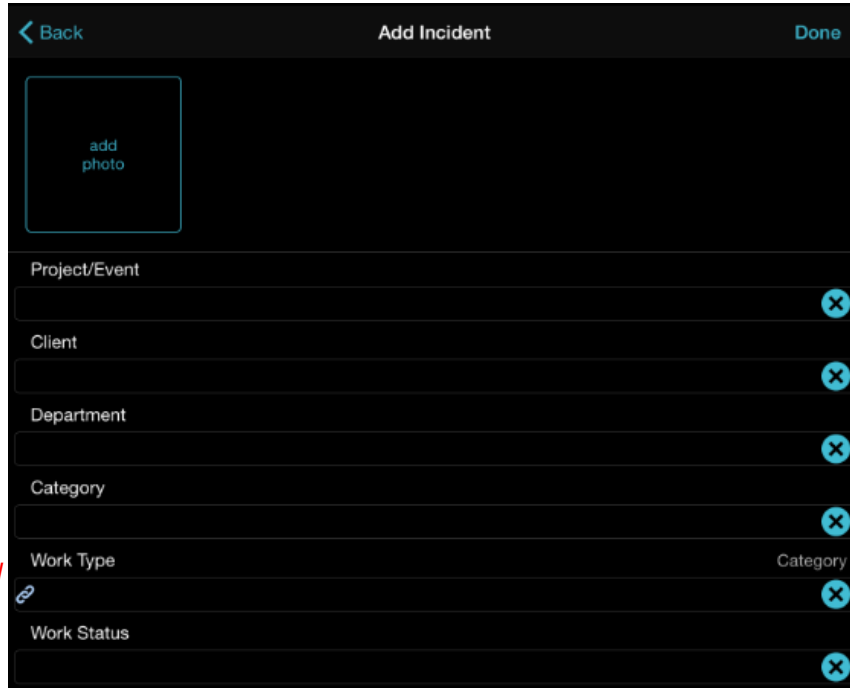 Back Add Incident Done
add
photo
Project/Event
Client
Department
Category
Work Type Category
Work Status